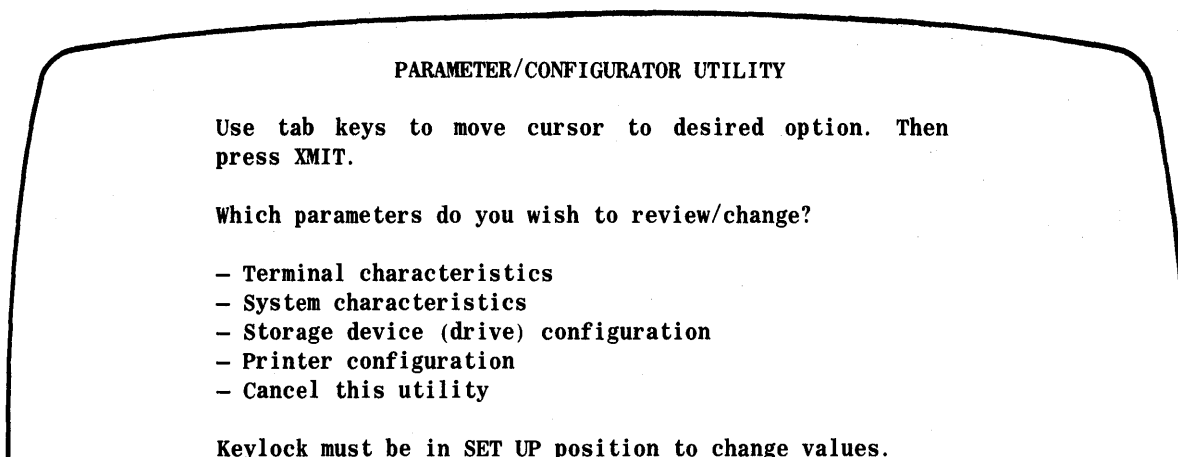 PARAMETER/CONFIGURATOR UTILITY
Use tab keys to move cursor to desired option. Then
press XMIT.
Which parameters do you wish to review/change?
— Terminal characteristics
— System characteristics
— Storage device (drive) configuration
— Printer configuration
— Cancel this utility
Keylock must be in SET UP position to change values.